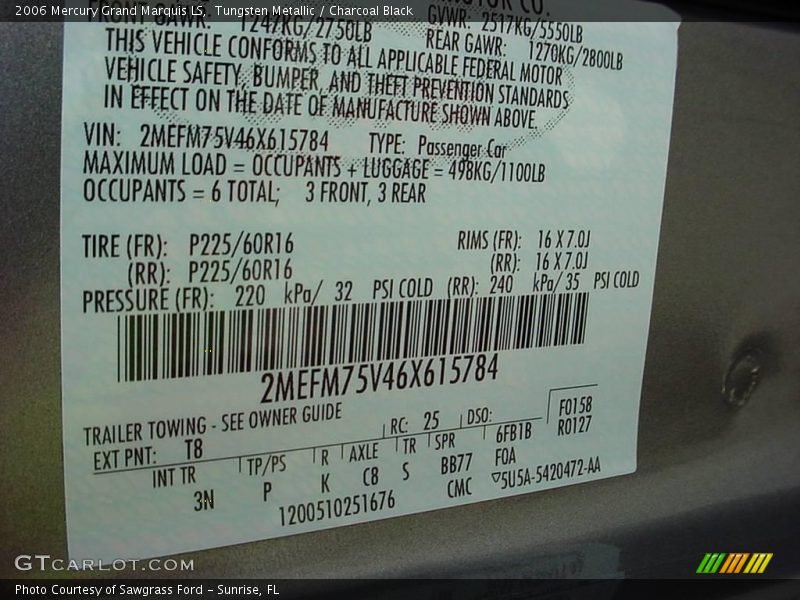 2006 Mercury Grand Marquis LS, Tungsten Metallic / Charcoal Black
MOTOR CO.
FRONT GAWR: 1247KG/2750LB GVWR: 2517KG/5550LB
REAR GAWR: 1270KG/2800LB
THIS VEHICLE CONFORMS TO ALL APPLICABLE FEDERAL MOTOR
VEHICLE SAFETY, BUMPER, AND THEFT PREVENTION STANDARDS
IN EFFECT ON THE DATE OF MANUFACTURE SHOWN ABOVE.
VIN: 2MEFM75V46X615784 TYPE: Passenger Car
MAXIMUM LOAD = OCCUPANTS + LUGGAGE = 498KG/1100LB
OCCUPANTS = 6 TOTAL; 3 FRONT, 3 REAR
TIRE (FR): P225/60R16 RIMS (FR): 16 X 7.0J
(RR): P225/60R16 (RR): 16 X 7.0J
PRESSURE (FR): 220 kPa/ 32 PSI COLD (RR): 240 kPa/ 35 PSI COLD
2MEFM75V46X615784
TRAILER TOWING - SEE OWNER GUIDE
EXT PNT: T8 RC: 25 DSO: F0158
R0127
INT TR TP/PS R AXLE TR SPR 6FB1B
3N P K C8 S BB77 F0A
1200510251676 CMC ▽5U5A-5420472-AA
GTCARLOT.COM
Photo Courtesy of Sawgrass Ford - Sunrise, FL